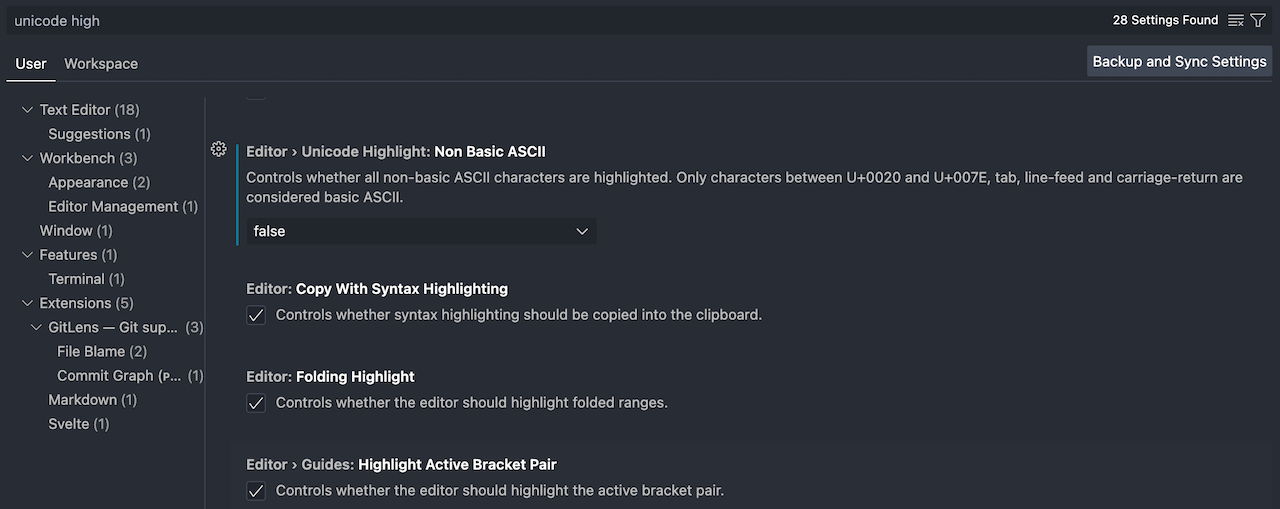 unicode high
28 Settings Found
User
Workspace
Backup and Sync Settings
Text Editor (18)
Suggestions (1)
Workbench (3)
Appearance (2)
Editor Management (1)
Window (1)
Features (1)
Terminal (1)
Extensions (5)
GitLens — Git sup... (3)
File Blame (2)
Commit Graph (P... (1)
Markdown (1)
Svelte (1)
Editor › Unicode Highlight: Non Basic ASCII
Controls whether all non-basic ASCII characters are highlighted. Only characters between U+0020 and U+007E, tab, line-feed and carriage-return are
considered basic ASCII.
false
Editor: Copy With Syntax Highlighting
Controls whether syntax highlighting should be copied into the clipboard.
Editor: Folding Highlight
Controls whether the editor should highlight folded ranges.
Editor › Guides: Highlight Active Bracket Pair
Controls whether the editor should highlight the active bracket pair.